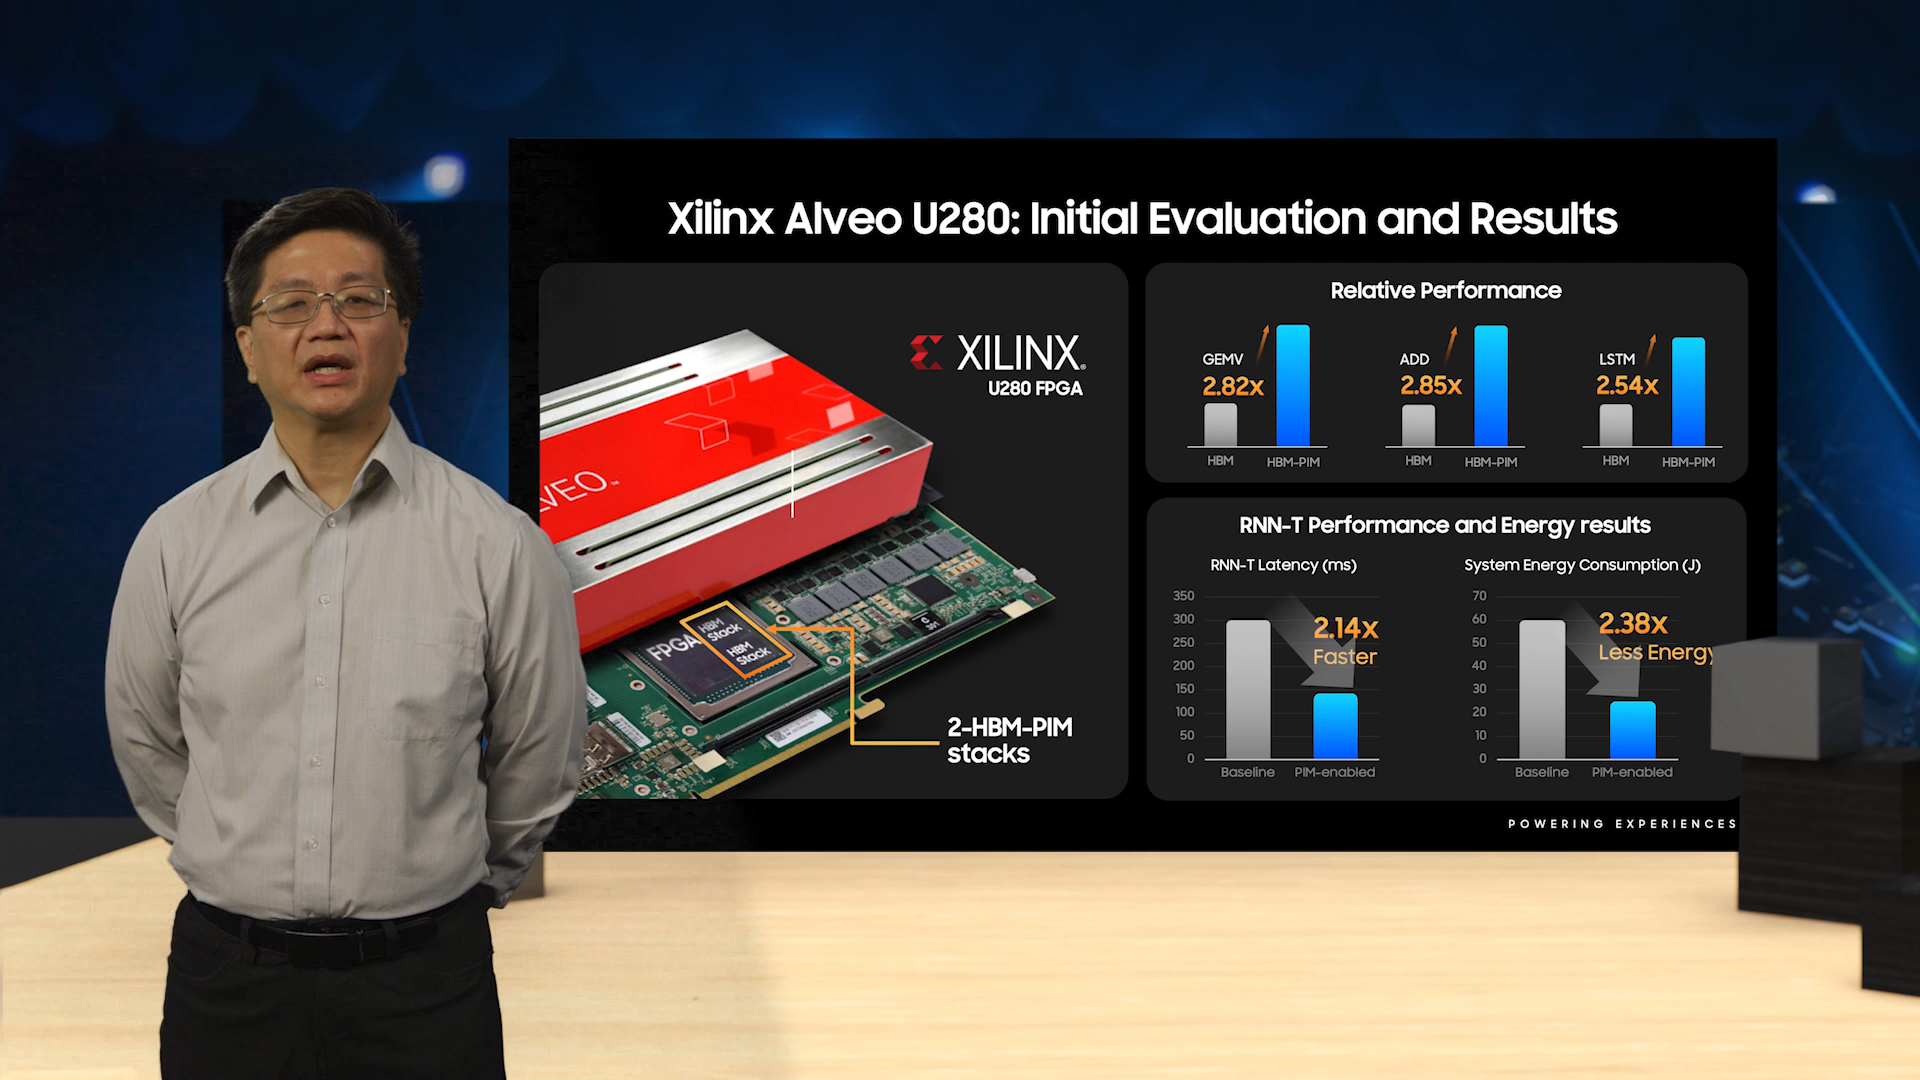 Xilinx Alveo U280: Initial Evaluation and Results
XILINX
U280 FPGA
VEO
FPGA
HBM
Stack
HBM
Stack
2-HBM-PIM
stacks
Relative Performance
GEMV
2.82x
HBM
HBM-PIM
ADD
2.85x
HBM
HBM-PIM
LSTM
2.54x
HBM
HBM-PIM
RNN-T Performance and Energy results
RNN-T Latency (ms)
350
300
250
200
150
100
50
0
2.14x
Faster
Baseline
PIM-enabled
System Energy Consumption (J)
70
60
50
40
30
20
10
0
2.38x
Less Energy
Baseline
PIM-enabled
POWERING EXPERIENCES